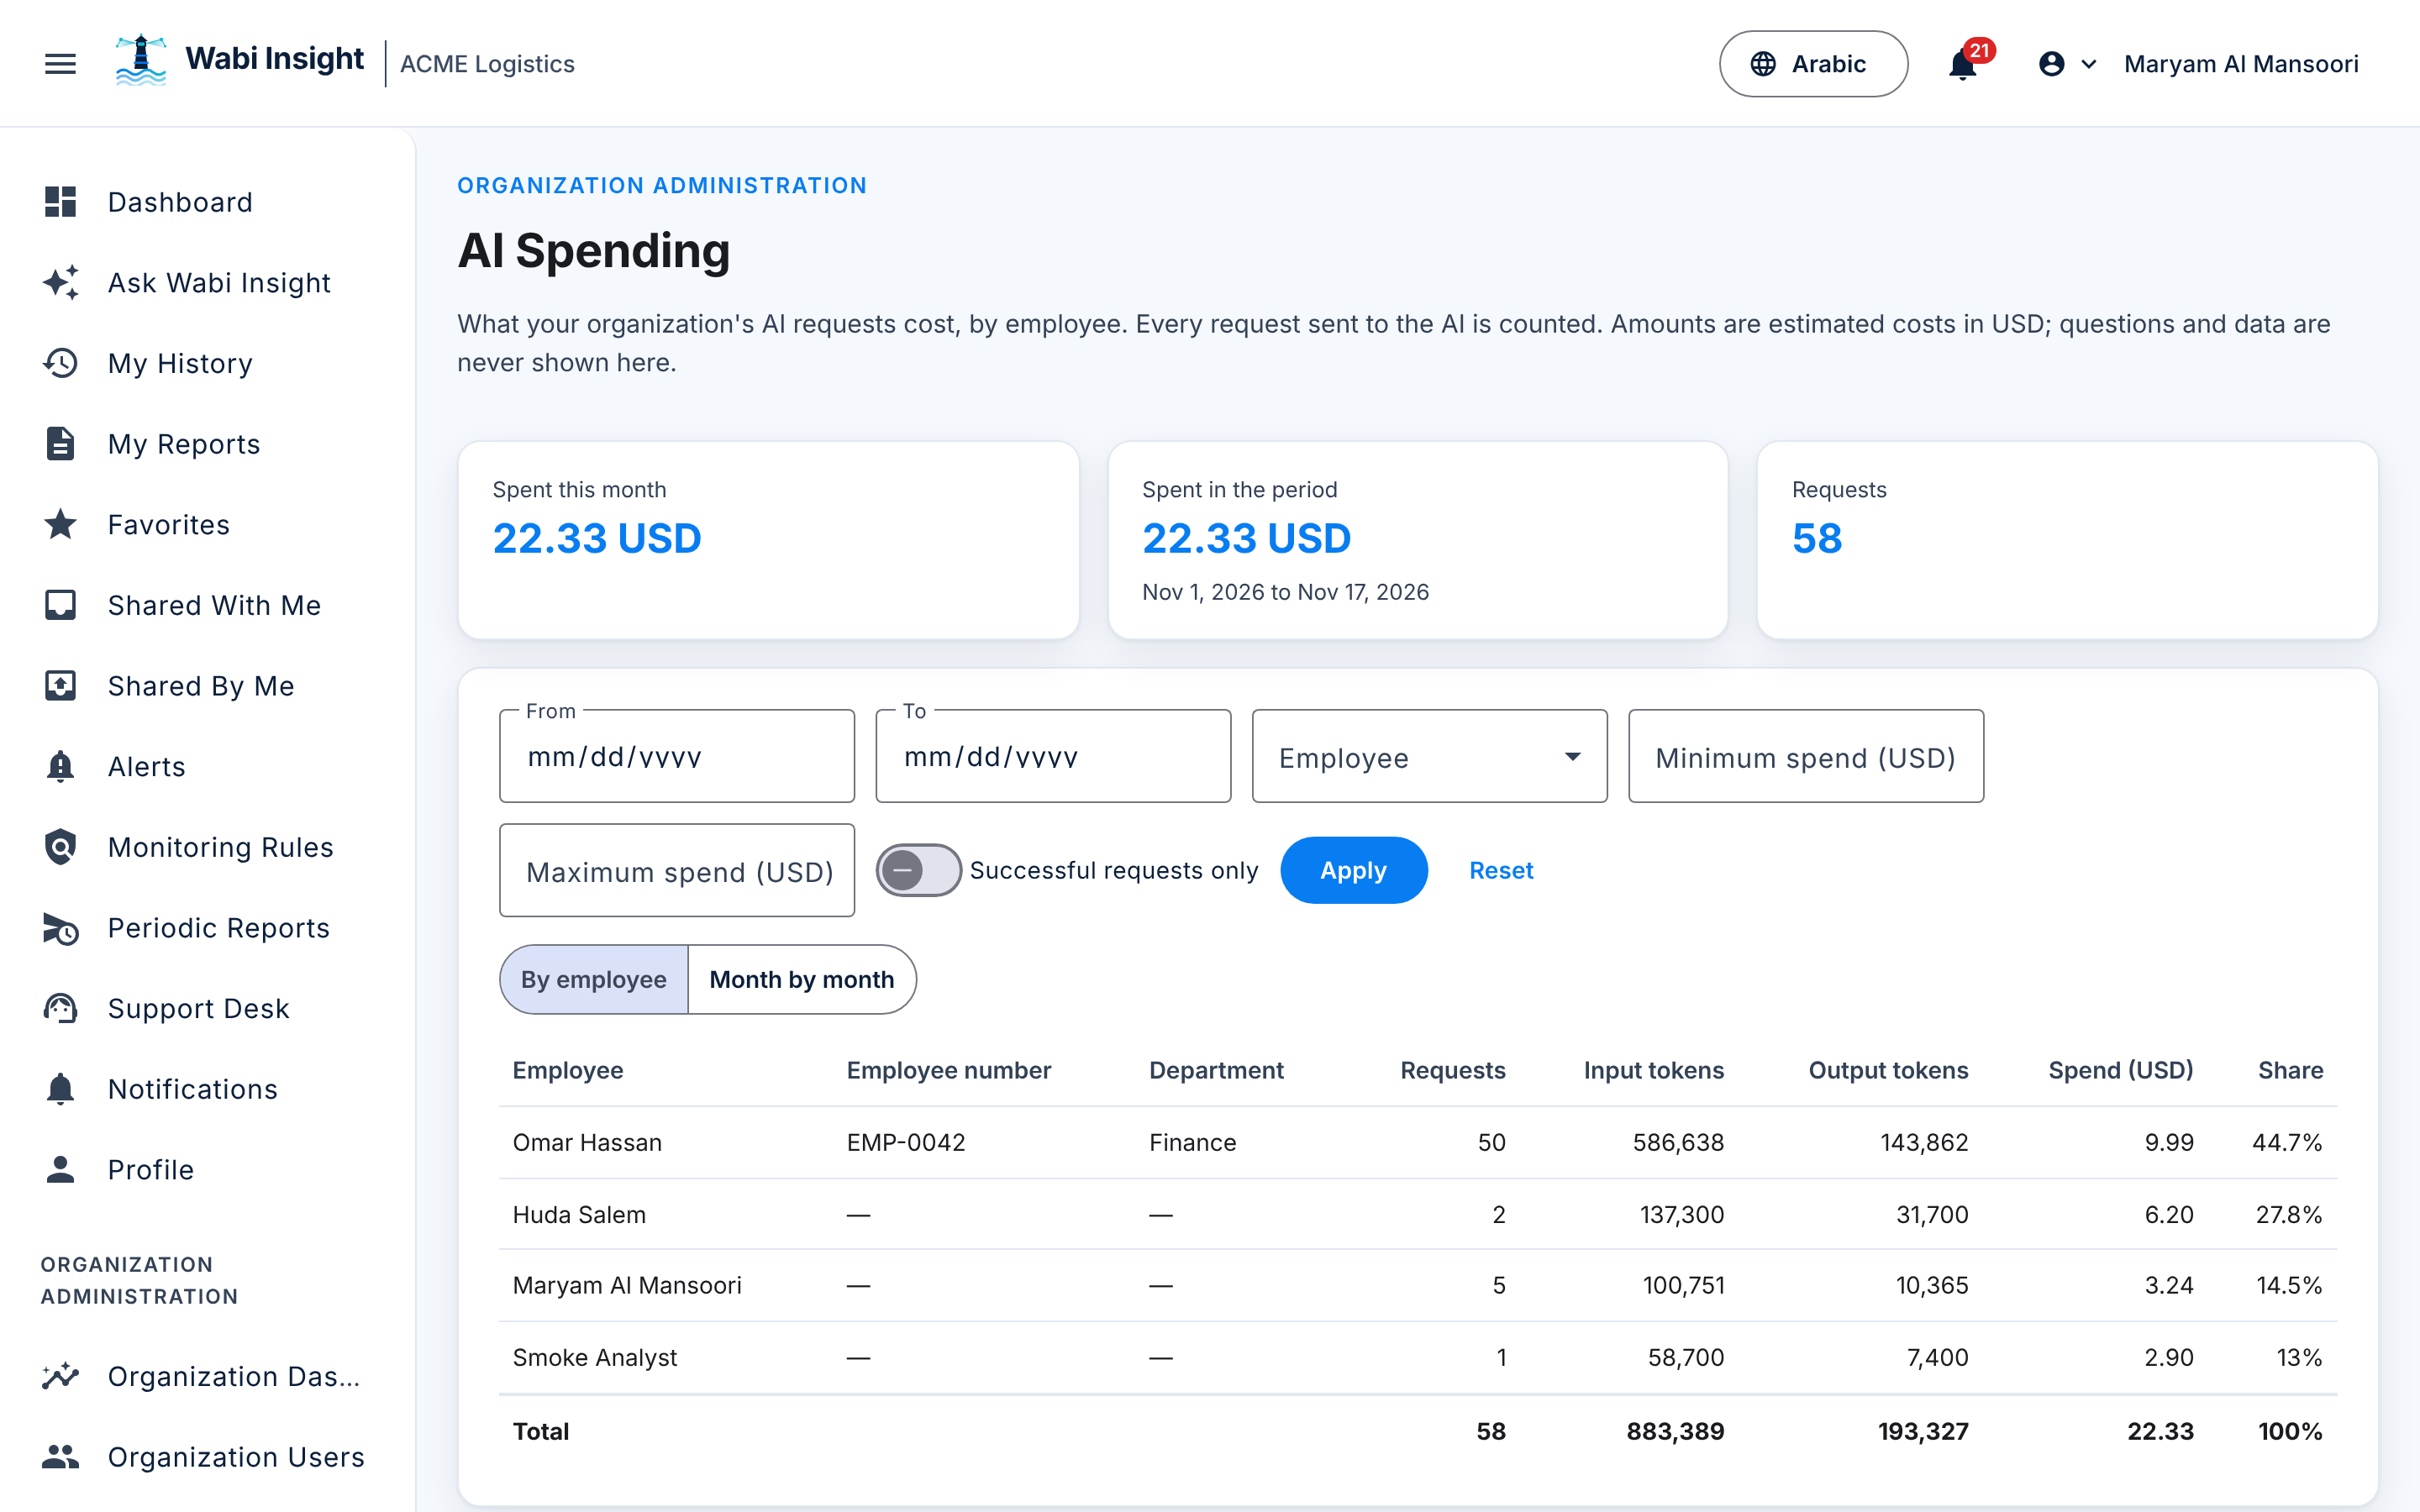 Wabi Insight
ACME Logistics
Arabic
21
Maryam Al Mansoori
Dashboard
Ask Wabi Insight
My History
My Reports
Favorites
Shared With Me
Shared By Me
Alerts
Monitoring Rules
Periodic Reports
Support Desk
Notifications
Profile
ORGANIZATION
ADMINISTRATION
Organization Das...
Organization Users
ORGANIZATION ADMINISTRATION
AI Spending
What your organization's AI requests cost, by employee. Every request sent to the AI is counted. Amounts are estimated costs in USD; questions and data are
never shown here.
Spent this month
22.33 USD
Spent in the period
22.33 USD
Nov 1, 2026 to Nov 17, 2026
Requests
58
From
mm/dd/yyyy
To
mm/dd/yyyy
Employee
Minimum spend (USD)
Maximum spend (USD)
Successful requests only
Apply
Reset
By employee
Month by month
Employee Employee number Department Requests Input tokens Output tokens Spend (USD) Share
Omar Hassan EMP-0042 Finance 50 586,638 143,862 9.99 44.7%
Huda Salem — — 2 137,300 31,700 6.20 27.8%
Maryam Al Mansoori — — 5 100,751 10,365 3.24 14.5%
Smoke Analyst — — 1 58,700 7,400 2.90 13%
Total 58 883,389 193,327 22.33 100%